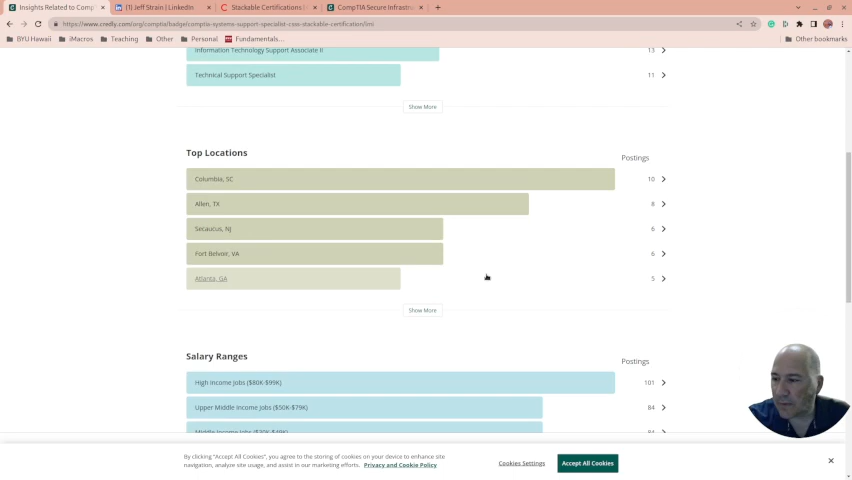 Insights Related to Comp
(1) Jeff Strain | LinkedIn
Stackable Certifications In
CompTIA Secure Infrastru
https://www.credly.com/org/comptia/badge/comptia-systems-support-specialist-csss-stackable-certification/lmi
BYU Hawaii
iMacros
Teaching
Other
Personal
Fundamentals...
Other bookmarks
Information Technology Support Associate II
13
Technical Support Specialist
11
Show More
Top Locations
Postings
Columbia, SC
10
Allen, TX
8
Secaucus, NJ
6
Fort Belvoir, VA
6
Atlanta, GA
5
Show More
Salary Ranges
Postings
High Income Jobs ($80K-$99K)
101
Upper Middle Income Jobs ($50K-$79K)
84
By clicking "Accept All Cookies", you agree to the storing of cookies on your device to enhance site
navigation, analyze site usage, and assist in our marketing efforts. Privacy and Cookie Policy
Cookies Settings
Accept All Cookies